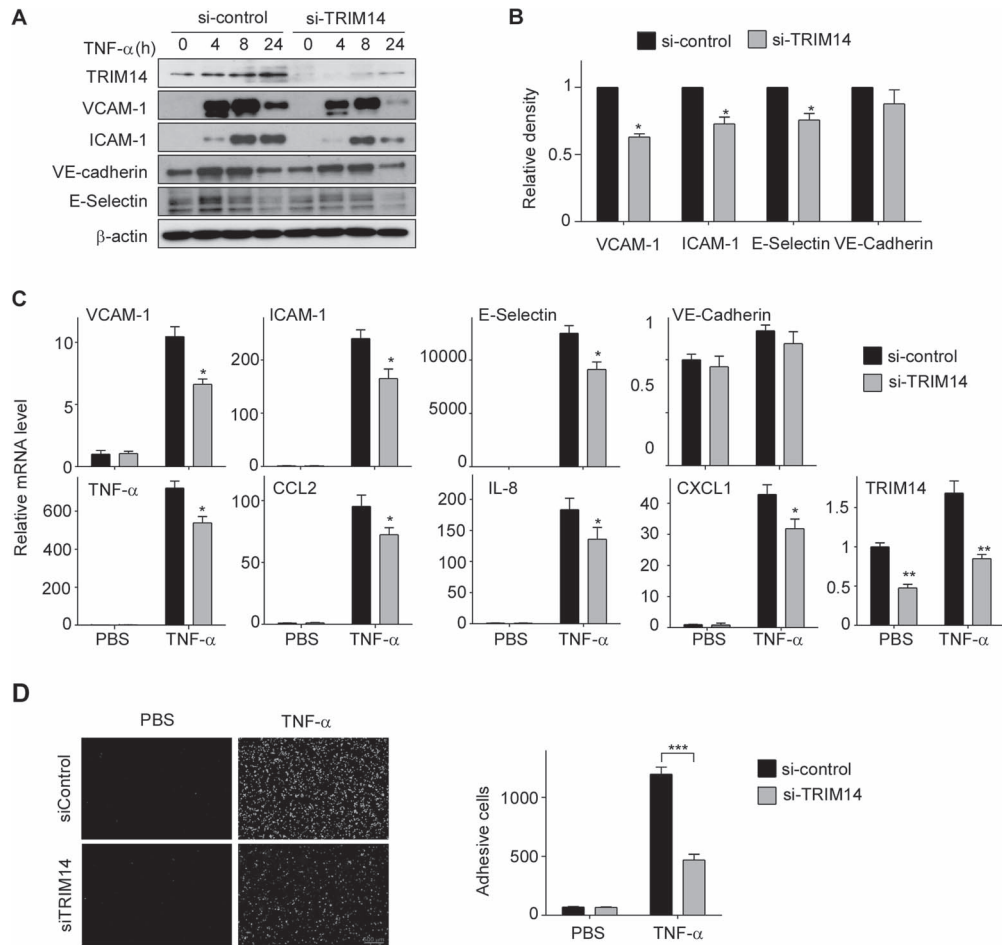 A
si-control si-TRIM14
TNF-α (h) 0 4 8 24 0 4 8 24
TRIM14
VCAM-1
ICAM-1
VE-cadherin
E-Selectin
β-actin
B
si-control si-TRIM14
Relative density
1
0.5
0
* * *
VCAM-1 ICAM-1 E-Selectin VE-Cadherin
C
Relative mRNA level
VCAM-1
10
5
0
*
ICAM-1
200
100
0
*
E-Selectin
10000
5000
0
*
VE-Cadherin
1
0.5
0
si-control
si-TRIM14
TNF-α
600
400
200
0
*
PBS TNF-α
CCL2
100
50
0
*
PBS TNF-α
IL-8
200
150
100
50
0
*
PBS TNF-α
CXCL1
40
30
20
10
0
*
PBS TNF-α
TRIM14
1.5
1
0.5
0
** **
PBS TNF-α
D
PBS TNF-α
siControl
siTRIM14
Adhesive cells
1000
500
0
***
PBS TNF-α
si-control
si-TRIM14